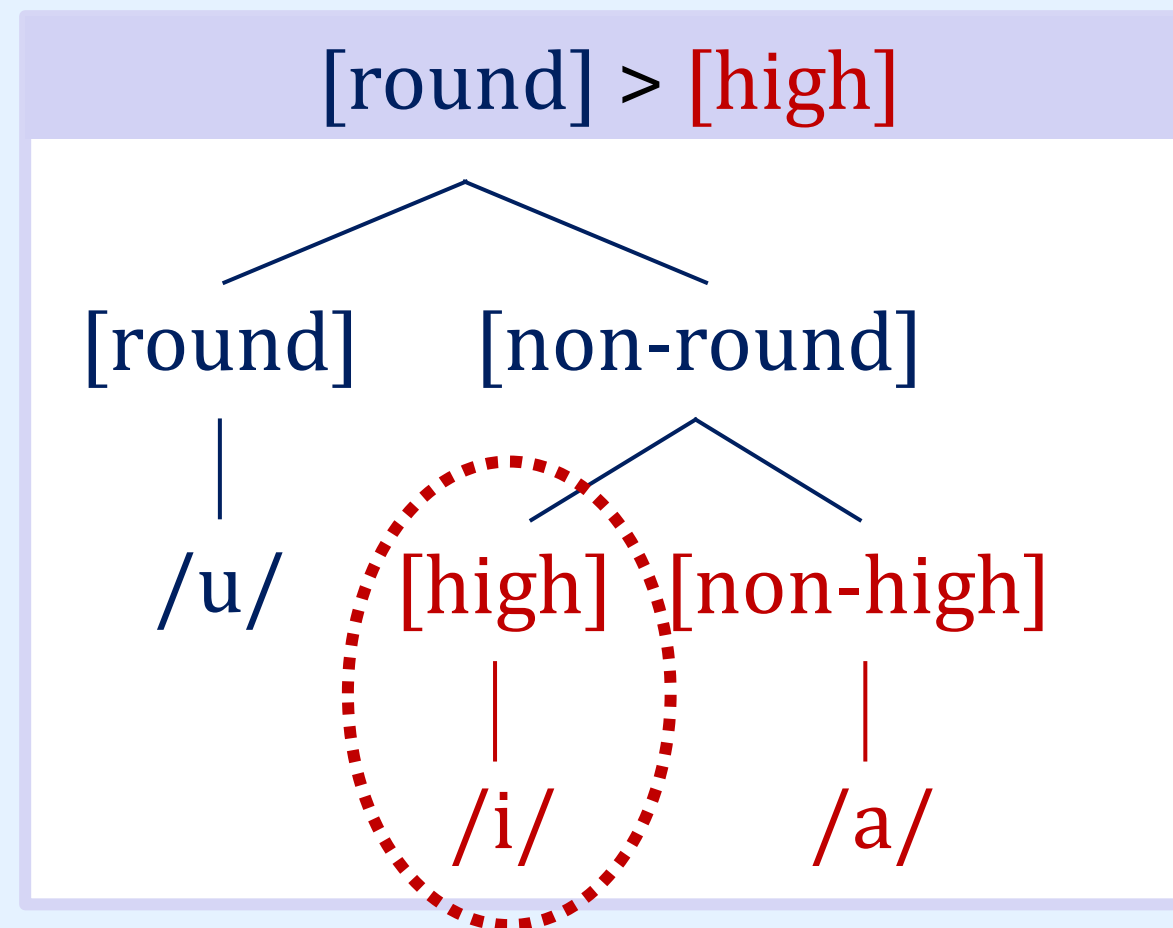 [round] > [high]
[round] [non-round]
/u/ [high] [non-high]
/i/ /a/